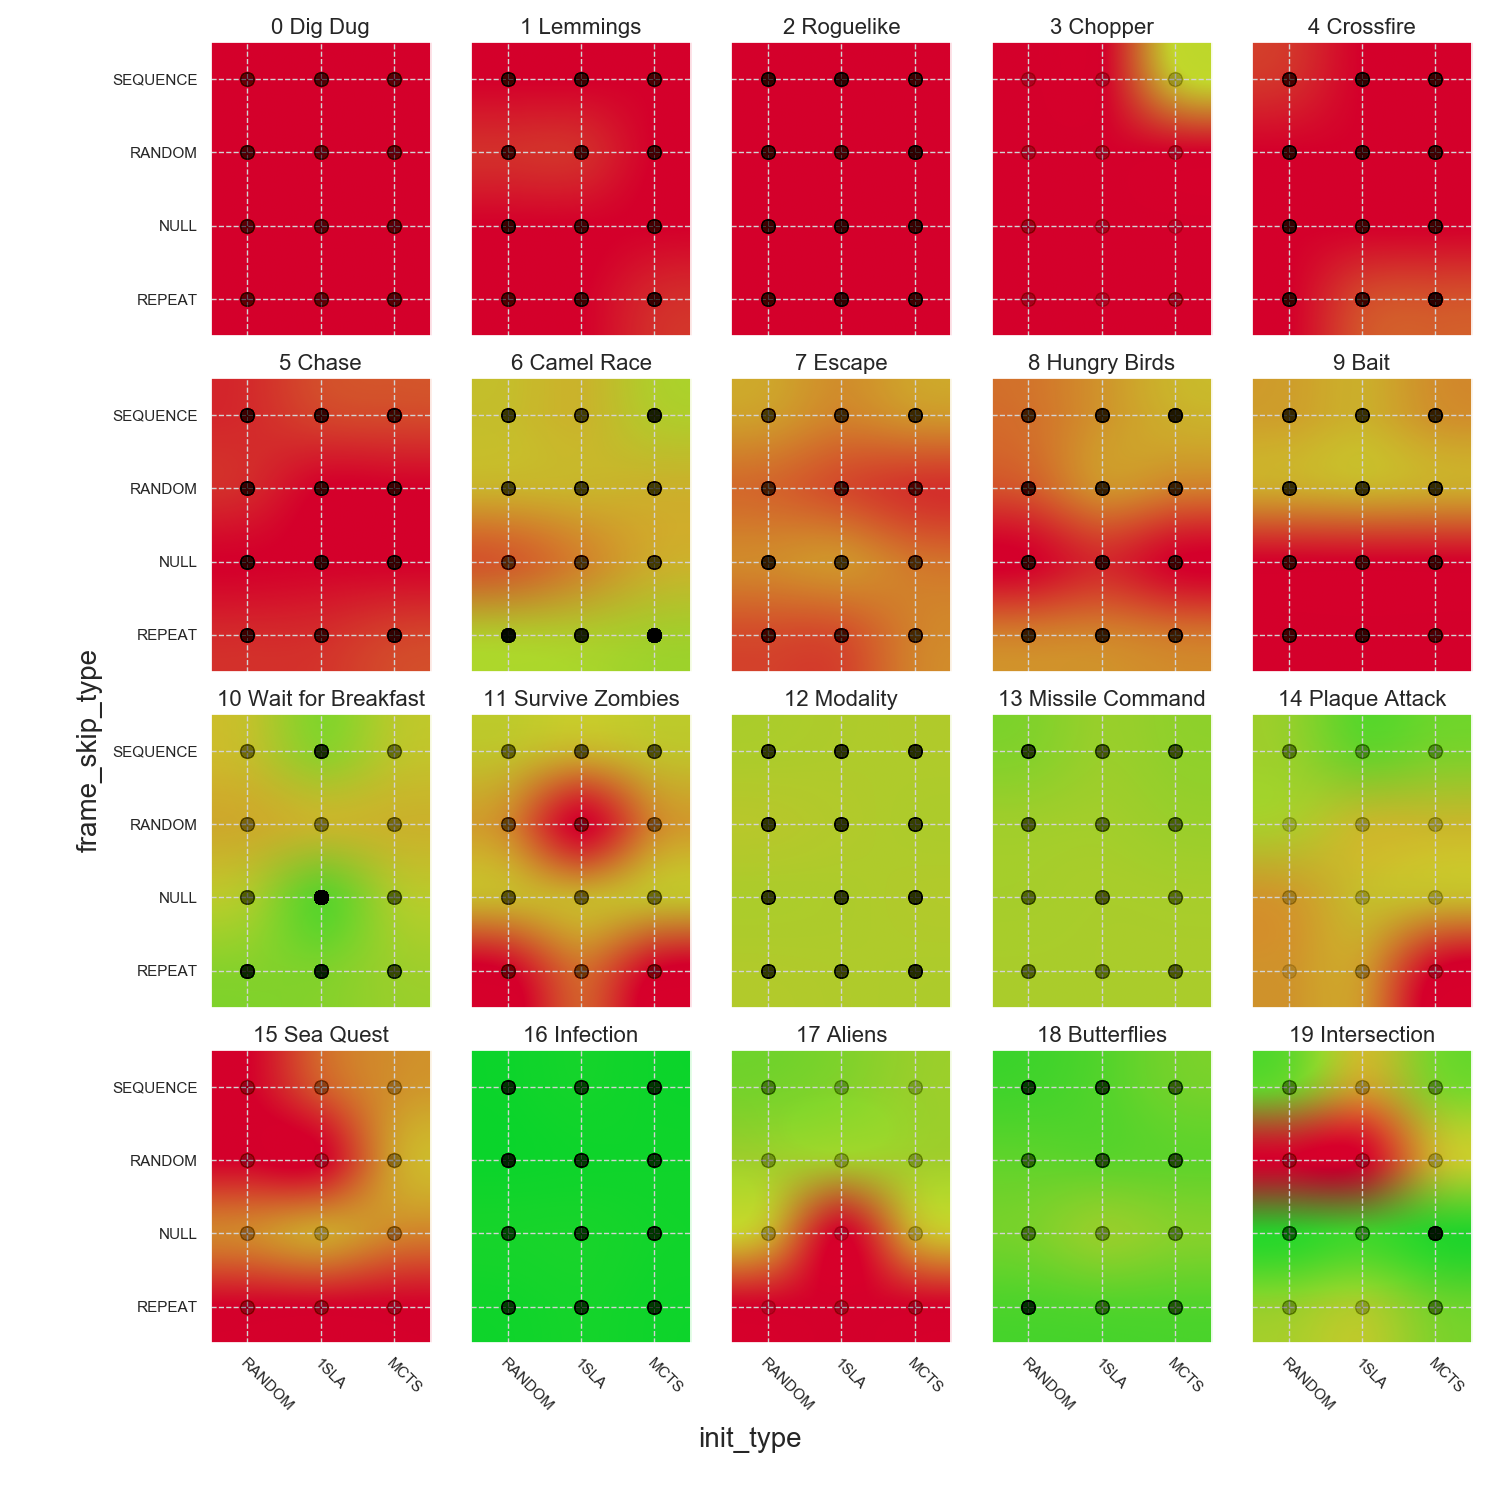 0 Dig Dug
1 Lemmings
2 Roguelike
3 Chopper
4 Crossfire
SEQUENCE
RANDOM
NULL
REPEAT
5 Chase
6 Camel Race
7 Escape
8 Hungry Birds
9 Bait
SEQUENCE
RANDOM
NULL
REPEAT
frame_skip_type
10 Wait for Breakfast
11 Survive Zombies
12 Modality
13 Missile Command
14 Plaque Attack
SEQUENCE
RANDOM
NULL
REPEAT
15 Sea Quest
16 Infection
17 Aliens
18 Butterflies
19 Intersection
SEQUENCE
RANDOM
NULL
REPEAT
RANDOM
1SLA
MCTS
RANDOM
1SLA
MCTS
RANDOM
1SLA
MCTS
RANDOM
1SLA
MCTS
RANDOM
1SLA
MCTS
init_type